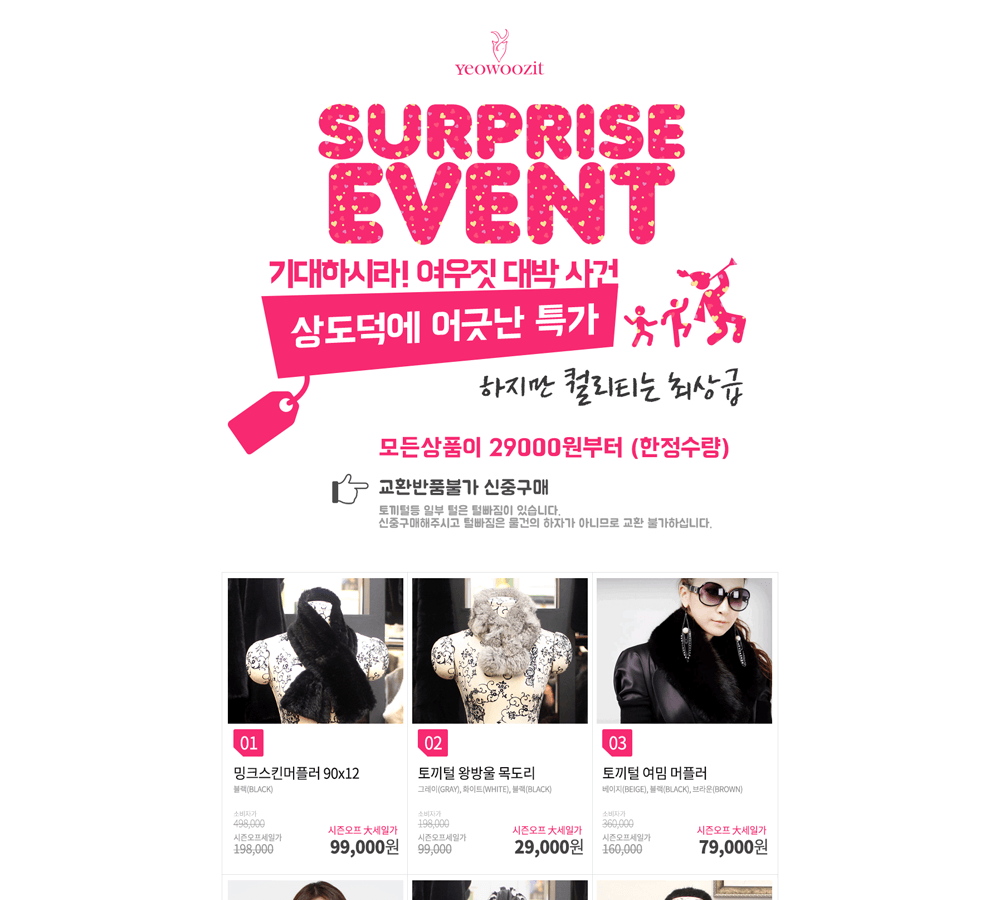 yeowoozit
SURPRISE
EVENT
기대하시라! 여우짓 대박 사건
상도덕에 어긋난 특가
하지만 퀄리티는 최상급
모든상품이 29000원부터 (한정수량)
교환반품불가 신중구매
토끼털등 일부 털은 털빠짐이 있습니다.
신중구매해주시고 털빠짐은 물건의 하자가 아니므로 교환 불가하십니다.
01
밍크스킨머플러 90x12
블랙(BLACK)
소비자가
498,000
시즌오프세일가
198,000
시즌오프 大세일가
99,000원
02
토끼털 왕방울 목도리
그레이(GRAY), 화이트(WHITE), 블랙(BLACK)
소비자가
198,000
시즌오프세일가
99,000
시즌오프 大세일가
29,000원
03
토끼털 여밈 머플러
베이지(BEIGE), 블랙(BLACK), 브라운(BROWN)
소비자가
360,000
시즌오프세일가
160,000
시즌오프 大세일가
79,000원